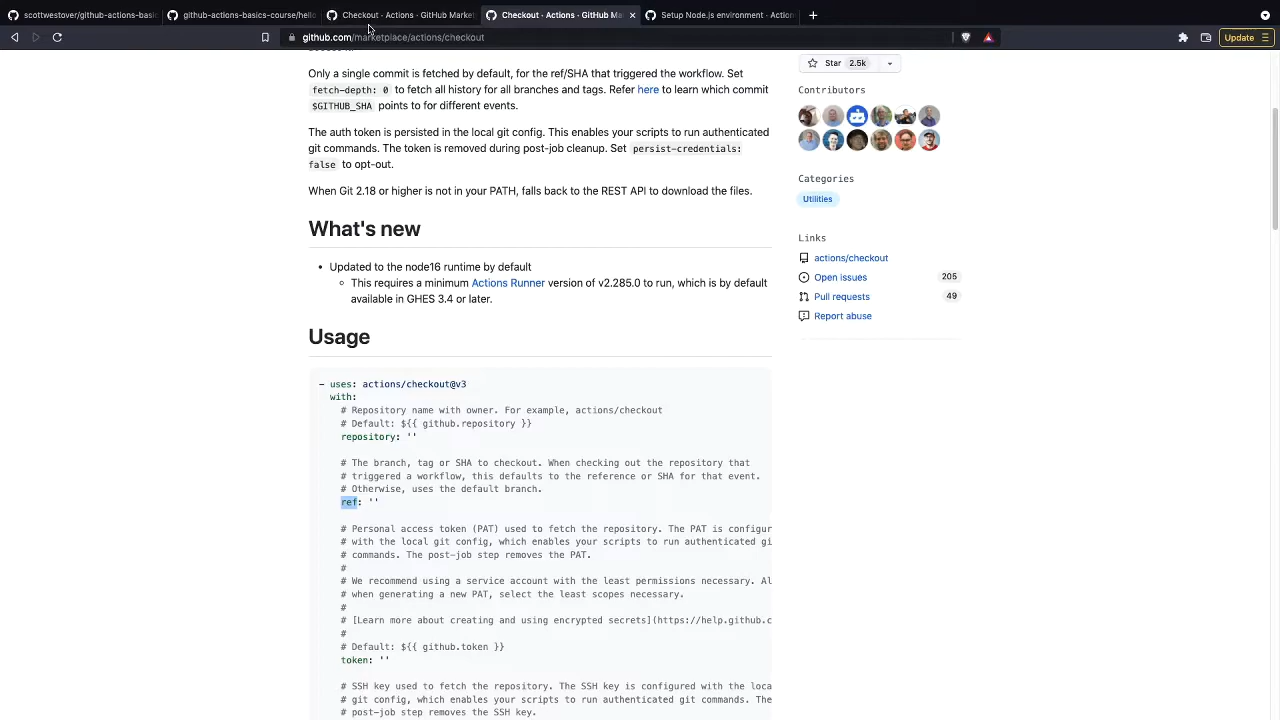 scottwestover/github-actions-basic
github-actions-basics-course/hello
Checkout · Actions · GitHub Market
Checkout · Actions · GitHub Ma
Setup Node.js environment · Action
Update
github.com/marketplace/actions/checkout
Only a single commit is fetched by default, for the ref/SHA that triggered the workflow. Set
fetch-depth: 0 to fetch all history for all branches and tags. Refer here to learn which commit
$GITHUB_SHA points to for different events.
The auth token is persisted in the local git config. This enables your scripts to run authenticated
git commands. The token is removed during post-job cleanup. Set persist-credentials:
false to opt-out.
When Git 2.18 or higher is not in your PATH, falls back to the REST API to download the files.
What's new
• Updated to the node16 runtime by default
◦ This requires a minimum Actions Runner version of v2.285.0 to run, which is by default
available in GHES 3.4 or later.
Usage
- uses: actions/checkout@v3
with:
# Repository name with owner. For example, actions/checkout
# Default: ${{ github.repository }}
repository: ''
# The branch, tag or SHA to checkout. When checking out the repository that
# triggered a workflow, this defaults to the reference or SHA for that event.
# Otherwise, uses the default branch.
ref: ''
# Personal access token (PAT) used to fetch the repository. The PAT is configur
# with the local git config, which enables your scripts to run authenticated gi
# commands. The post-job step removes the PAT.
#
# We recommend using a service account with the least permissions necessary. Al
# when generating a new PAT, select the least scopes necessary.
#
# [Learn more about creating and using encrypted secrets](https://help.github.c
#
# Default: ${{ github.token }}
token: ''
# SSH key used to fetch the repository. The SSH key is configured with the loca
# git config, which enables your scripts to run authenticated git commands. The
# post-job step removes the SSH key.
Star 2.5k
Contributors
Categories
Utilities
Links
actions/checkout
Open issues 205
Pull requests 49
Report abuse